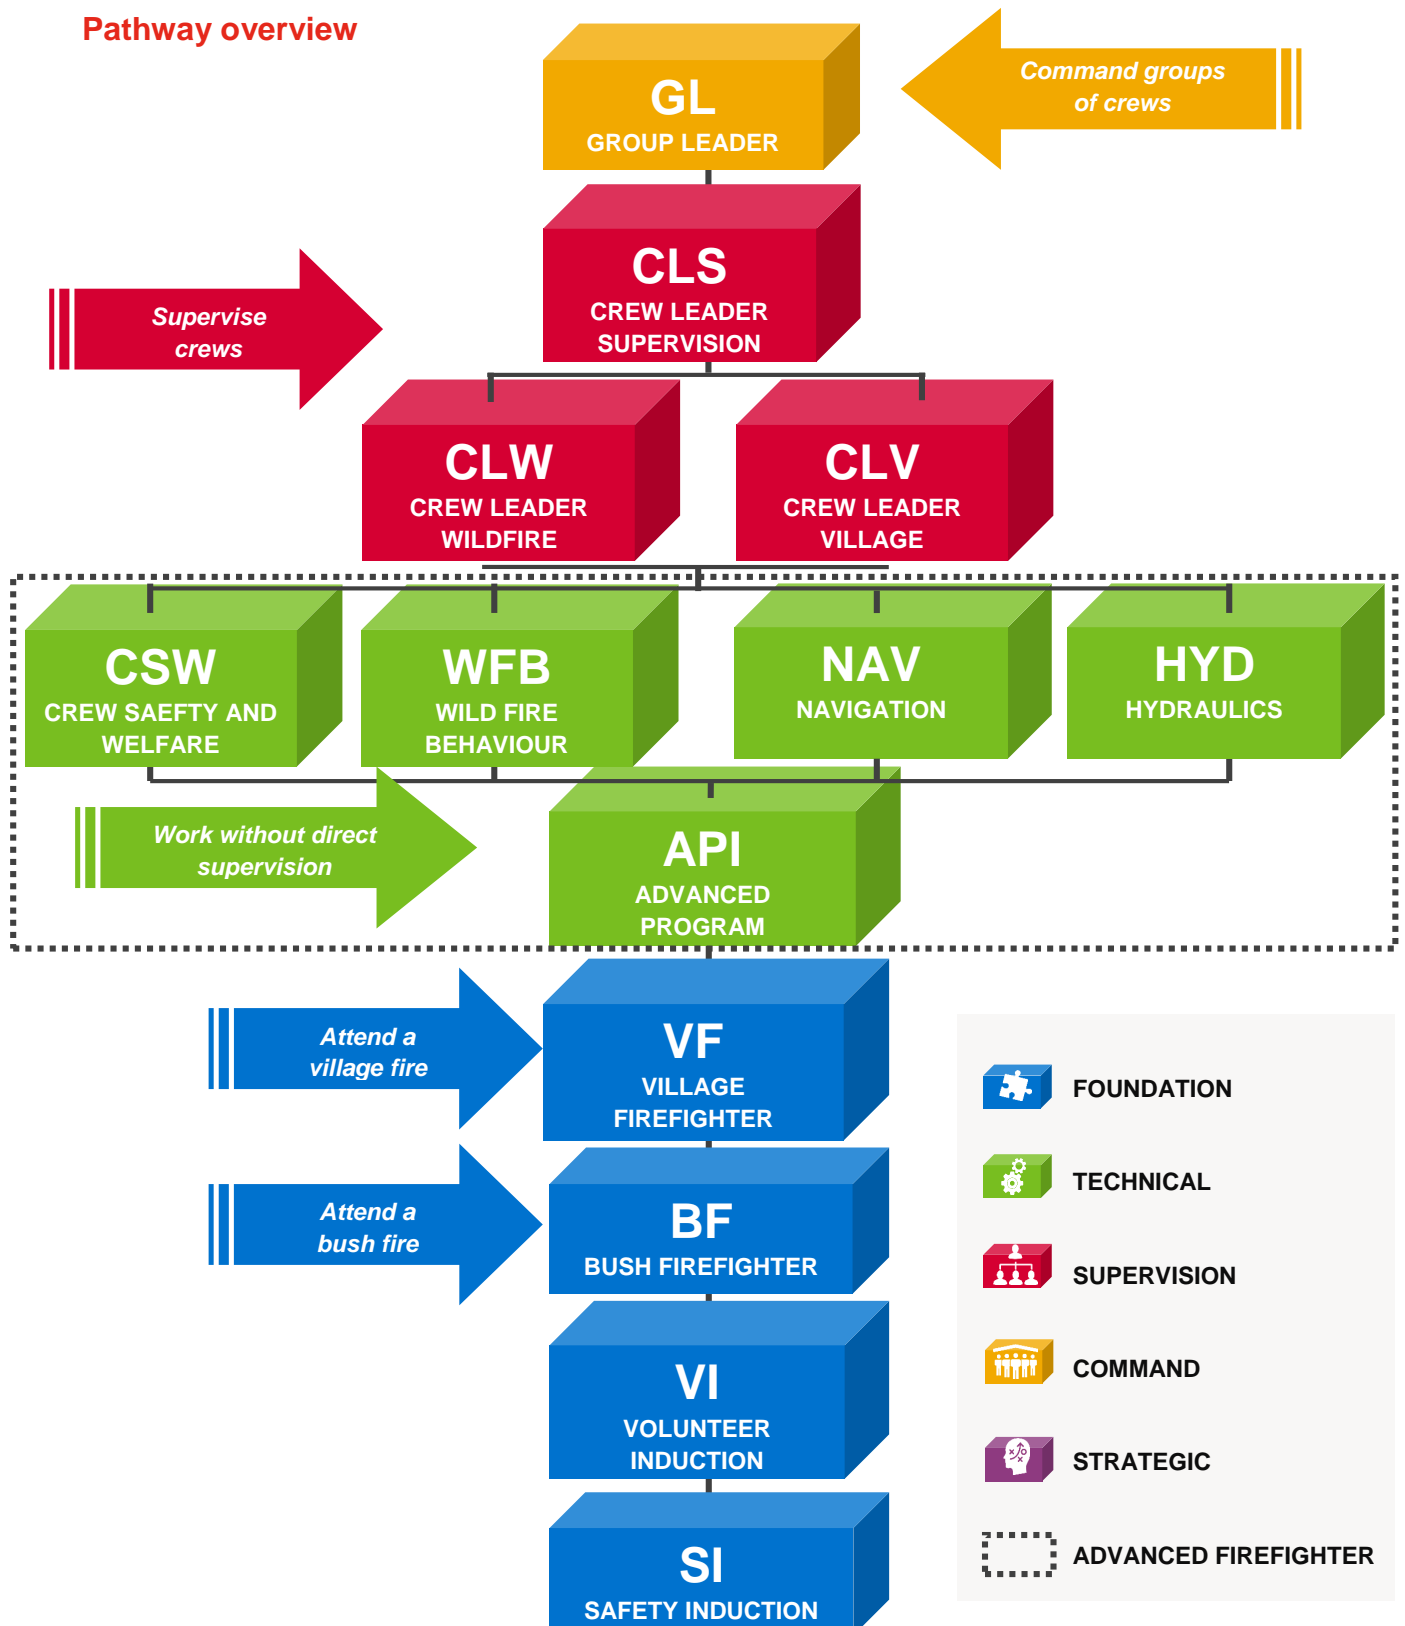 Pathway overview
GL
GROUP LEADER
Command groups
of crews
CLS
CREW LEADER
SUPERVISION
Supervise
crews
CLW
CREW LEADER
WILDFIRE
CLV
CREW LEADER
VILLAGE
CSW
CREW SAEFTY AND
WELFARE
WFB
WILD FIRE
BEHAVIOUR
NAV
NAVIGATION
HYD
HYDRAULICS
Work without direct
supervision
API
ADVANCED
PROGRAM
Attend a
village fire
VF
VILLAGE
FIREFIGHTER
Attend a
bush fire
BF
BUSH FIREFIGHTER
VI
VOLUNTEER
INDUCTION
SI
SAFETY INDUCTION
FOUNDATION
TECHNICAL
SUPERVISION
COMMAND
STRATEGIC
ADVANCED FIREFIGHTER